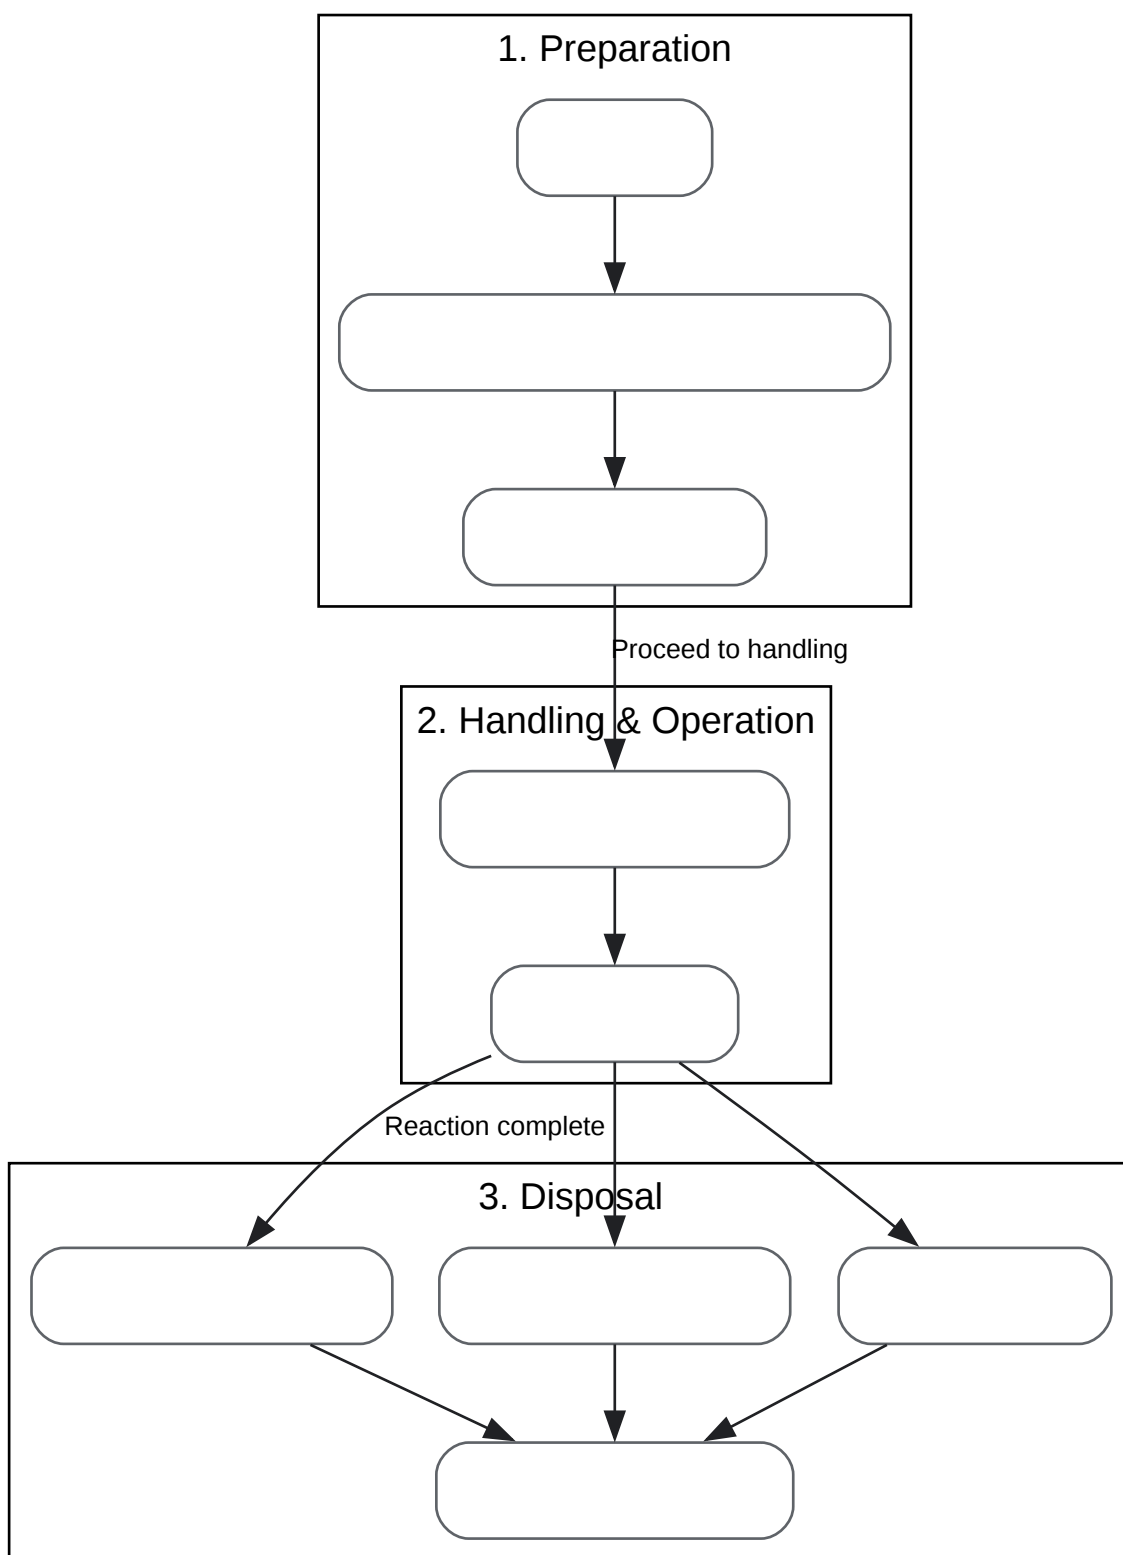 1. Preparation
Proceed to handling
2. Handling & Operation
Reaction complete
3. Disposal